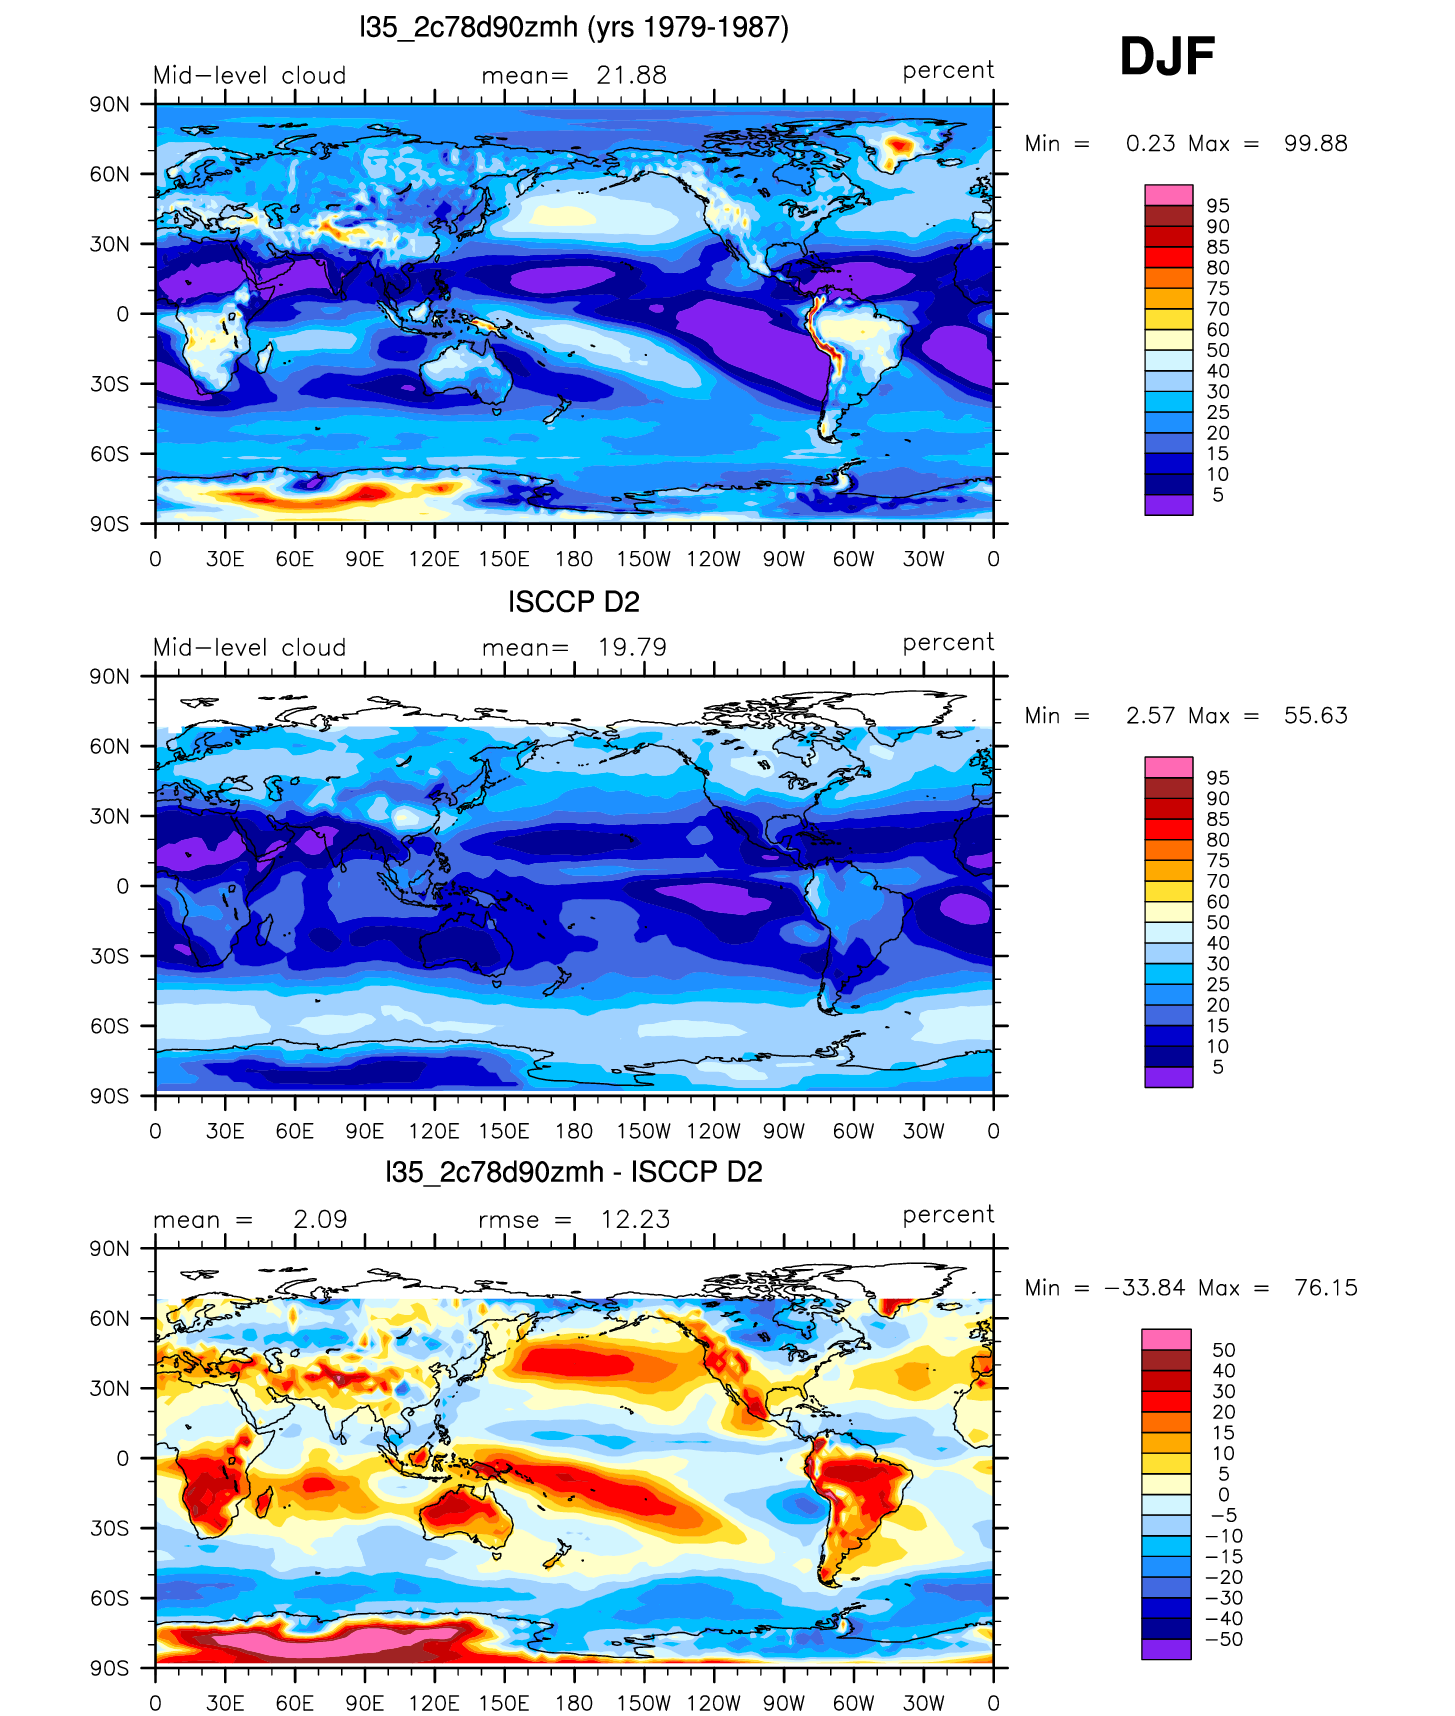 l35_2c78d90zmh (yrs 1979-1987)
DJF
Mid-level cloud mean= 21.88 percent
Min = 0.23 Max = 99.88
90N
60N
30N
0
30S
60S
90S
0 30E 60E 90E 120E 150E 180 150W 120W 90W 60W 30W 0
95
90
85
80
75
70
60
50
40
30
25
20
15
10
5
ISCCP D2
Mid-level cloud mean= 19.79 percent
Min = 2.57 Max = 55.63
90N
60N
30N
0
30S
60S
90S
0 30E 60E 90E 120E 150E 180 150W 120W 90W 60W 30W 0
95
90
85
80
75
70
60
50
40
30
25
20
15
10
5
l35_2c78d90zmh - ISCCP D2
mean = 2.09 rmse = 12.23 percent
Min = -33.84 Max = 76.15
90N
60N
30N
0
30S
60S
90S
0 30E 60E 90E 120E 150E 180 150W 120W 90W 60W 30W 0
50
40
30
20
15
10
5
0
-5
-10
-15
-20
-30
-40
-50